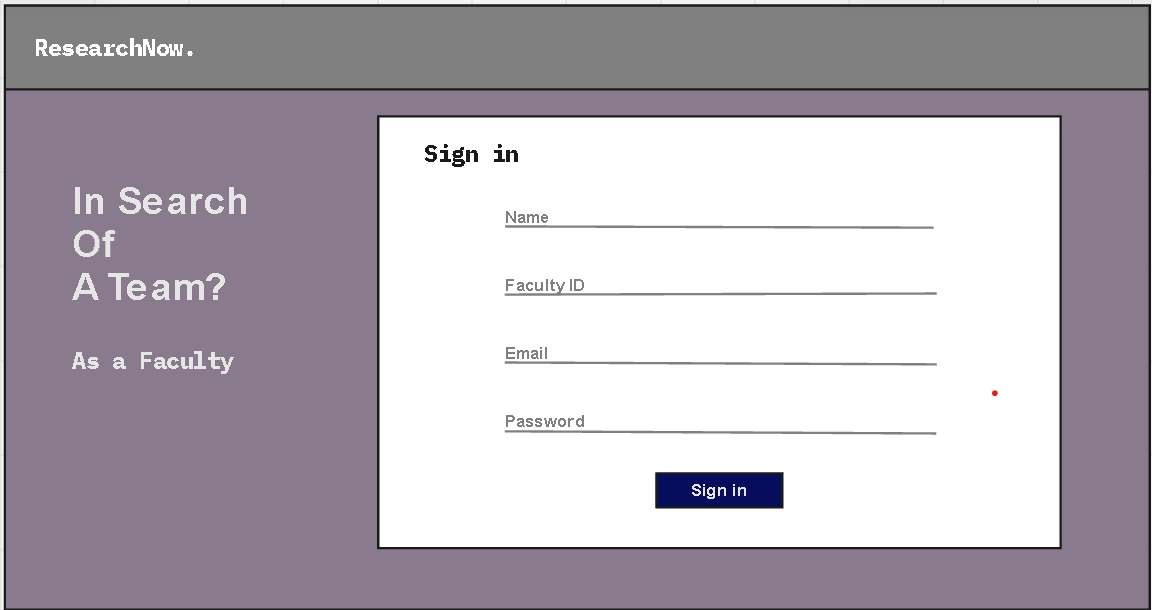 ResearchNow.
In Search
Of
A Team?
As a Faculty
Sign in
Name
Faculty ID
Email
Password
Sign in